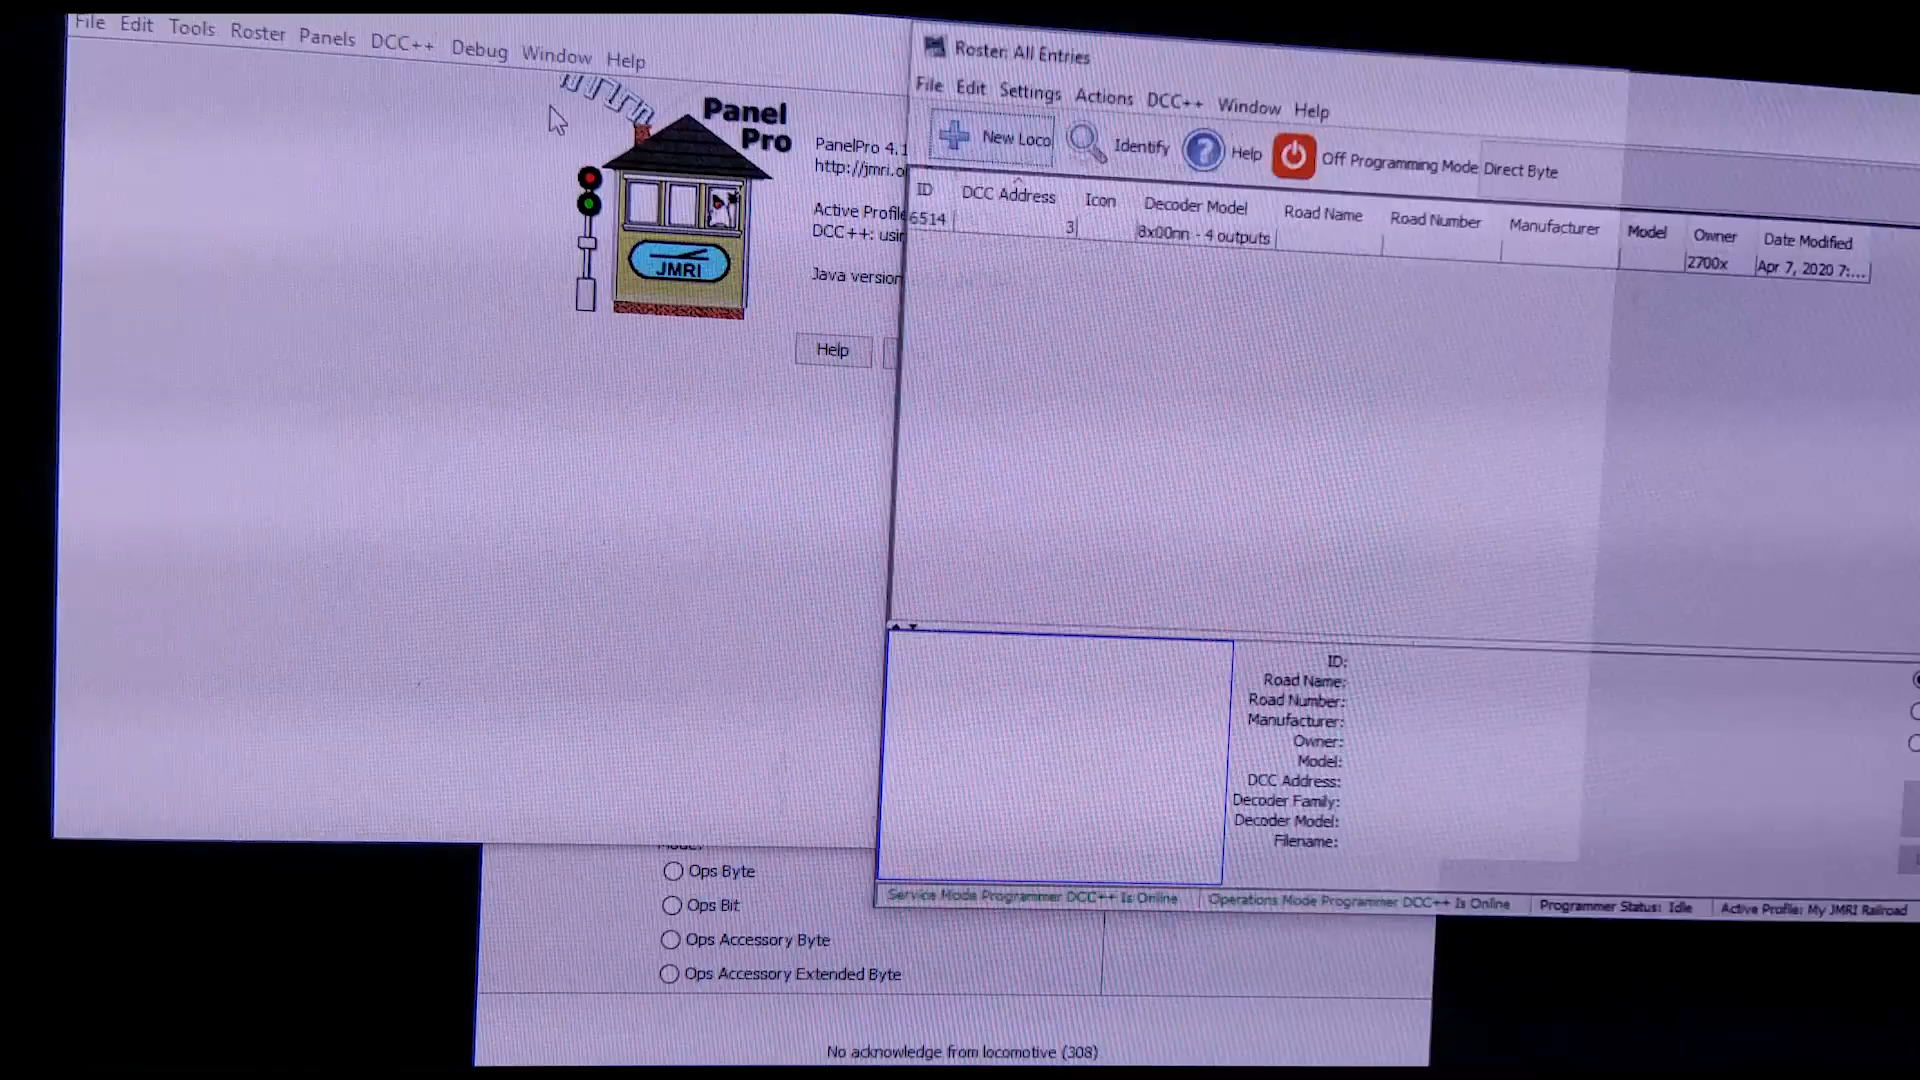 File Edit Tools Roster Panels DCC++ Debug Window Help
Panel
Pro
JMRI
PanelPro 4.1
http://jmri.o
Active Profile
DCC++: usin
Java version
Help
Roster: All Entries
File Edit Settings Actions DCC++ Window Help
New Loco Identify Help Off Programming Mode Direct Byte
ID DCC Address Icon Decoder Model Road Name Road Number Manufacturer Model Owner Date Modified
6514 3 8x00nn - 4 outputs 2700x Apr 7, 2020 7:...
ID:
Road Name:
Road Number:
Manufacturer:
Owner:
Model:
DCC Address:
Decoder Family:
Decoder Model:
Filename:
Service Mode Programmer DCC++ Is Online Operations Mode Programmer DCC++ Is Online Programmer Status: Idle Active Profile: My JMRI Railroad
Ops Byte
Ops Bit
Ops Accessory Byte
Ops Accessory Extended Byte
No acknowledge from locomotive (308)